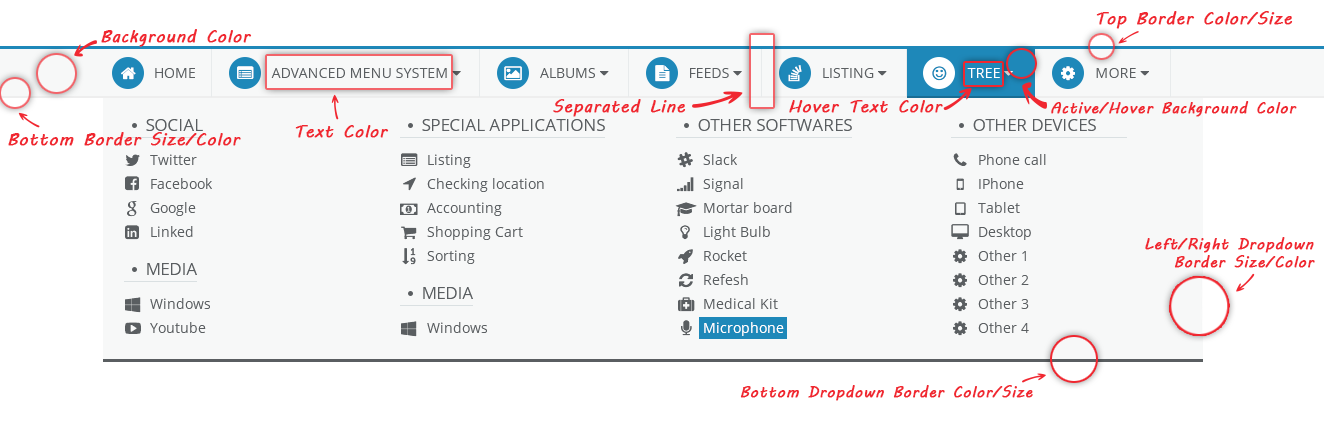 Top Border Color/Size
Background Color
HOME
ADVANCED MENU SYSTEM
ALBUMS
FEEDS
LISTING
TREE
MORE
Separated Line
Hover Text Color
Active/Hover Background Color
Text Color
Bottom Border Size/Color
• SOCIAL
Twitter
Facebook
Google
Linked
• MEDIA
Windows
Youtube
• SPECIAL APPLICATIONS
Listing
Checking location
Accounting
Shopping Cart
Sorting
• MEDIA
Windows
• OTHER SOFTWARES
Slack
Signal
Mortar board
Light Bulb
Rocket
Refesh
Medical Kit
Microphone
• OTHER DEVICES
Phone call
IPhone
Tablet
Desktop
Other 1
Other 2
Other 3
Other 4
Left/Right Dropdown
Border Size/Color
Bottom Dropdown Border Color/Size